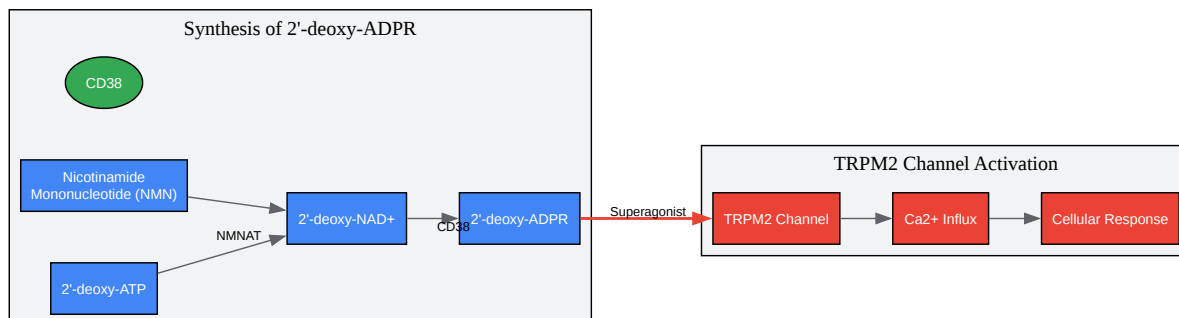 Synthesis of 2'-deoxy-ADPR
CD38
Nicotinamide
Mononucleotide (NMN)
NMNAT
2'-deoxy-ATP
2'-deoxy-NAD+
CD38
2'-deoxy-ADPR
Superagonist
TRPM2 Channel Activation
TRPM2 Channel
Ca2+ Influx
Cellular Response